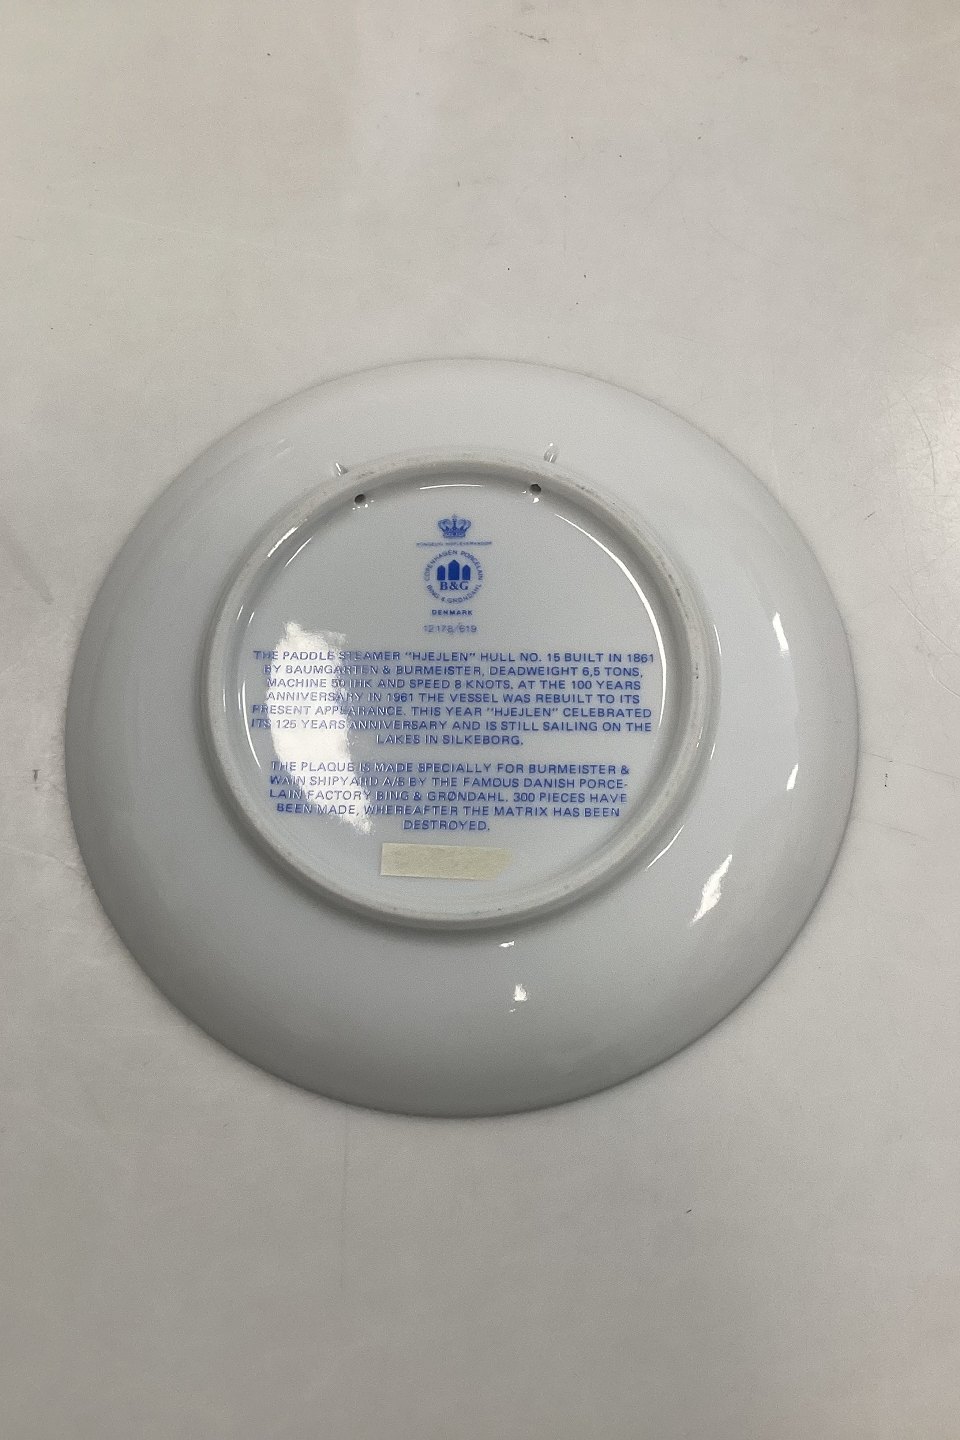 COPENHAGEN PORCELAIN
B&G
BING & GRØNDAHL
DENMARK
12178/619
THE PADDLE STEAMER "HJEJLEN" HULL NO. 15 BUILT IN 1861
BY BAUMGARTEN & BURMEISTER, DEADWEIGHT 6,5 TONS,
MACHINE 50 IHK AND SPEED 8 KNOTS. AT THE 100 YEARS
ANNIVERSARY IN 1961 THE VESSEL WAS REBUILT TO ITS
PRESENT APPEARANCE. THIS YEAR "HJEJLEN" CELEBRATED
ITS 125 YEARS ANNIVERSARY AND IS STILL SAILING ON THE
LAKES IN SILKEBORG.
THE PLAQUE IS MADE SPECIALLY FOR BURMEISTER &
WAIN SHIPYARD A/S BY THE FAMOUS DANISH PORCE-
LAIN FACTORY BING & GRØNDAHL. 300 PIECES HAVE
BEEN MADE, WHEREAFTER THE MATRIX HAS BEEN
DESTROYED.